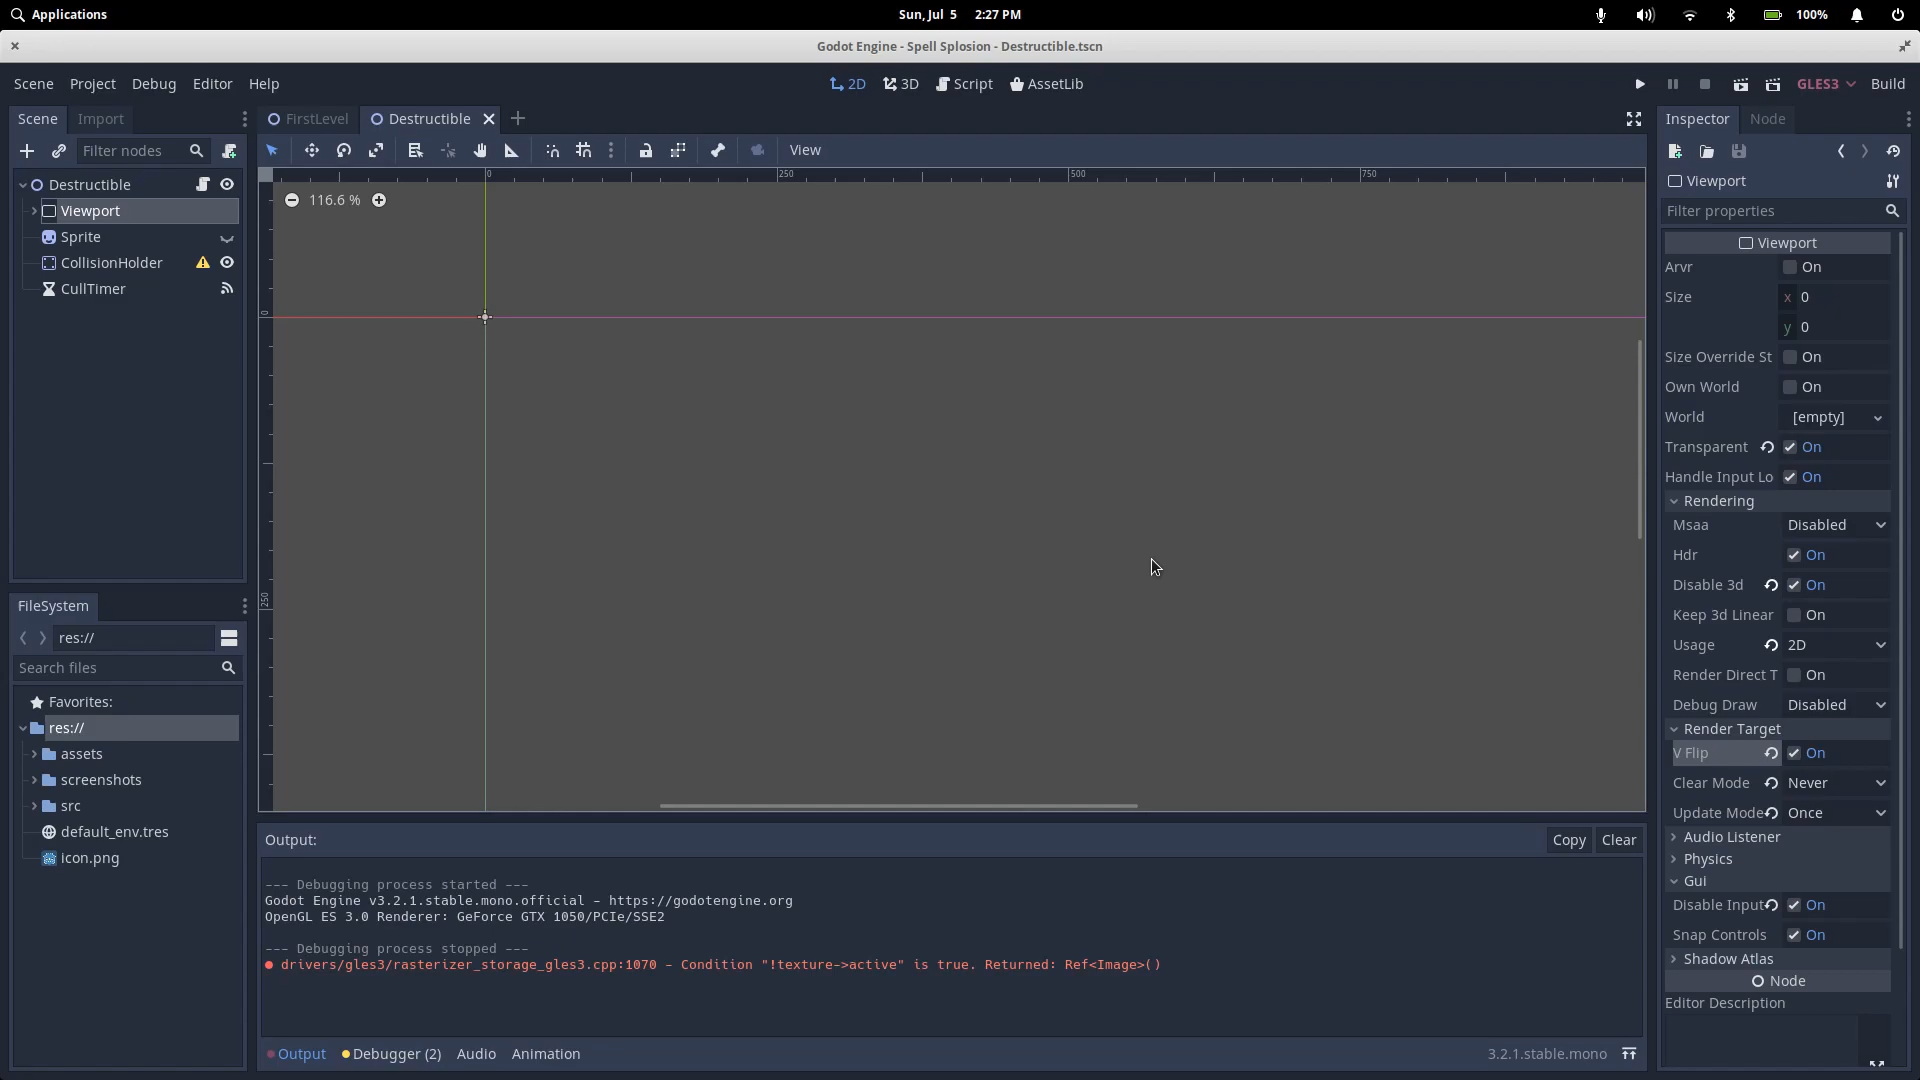 Applications
Sun, Jul 5 2:27 PM
100%
Godot Engine - Spell Splosion - Destructible.tscn
Scene Project Debug Editor Help
2D 3D Script AssetLib
GLES3 Build
Scene Import
FirstLevel Destructible
Inspector Node
Filter nodes
View
Destructible
Viewport
Sprite
CollisionHolder
CullTimer
0 250 500 750
116.6 %
0
250
FileSystem
res://
Search files
Favorites:
res://
assets
screenshots
src
default_env.tres
icon.png
Output:
Copy Clear
--- Debugging process started ---
Godot Engine v3.2.1.stable.mono.official - https://godotengine.org
OpenGL ES 3.0 Renderer: GeForce GTX 1050/PCIe/SSE2
--- Debugging process stopped ---
drivers/gles3/rasterizer_storage_gles3.cpp:1070 - Condition "!texture->active" is true. Returned: Ref<Image>()
Output Debugger (2) Audio Animation
3.2.1.stable.mono
Viewport
Filter properties
Viewport
Arvr On
Size x 0
y 0
Size Override St On
Own World On
World [empty]
Transparent On
Handle Input Lo On
Rendering
Msaa Disabled
Hdr On
Disable 3d On
Keep 3d Linear On
Usage 2D
Render Direct T On
Debug Draw Disabled
Render Target
V Flip On
Clear Mode Never
Update Mode Once
Audio Listener
Physics
Gui
Disable Input On
Snap Controls On
Shadow Atlas
Node
Editor Description